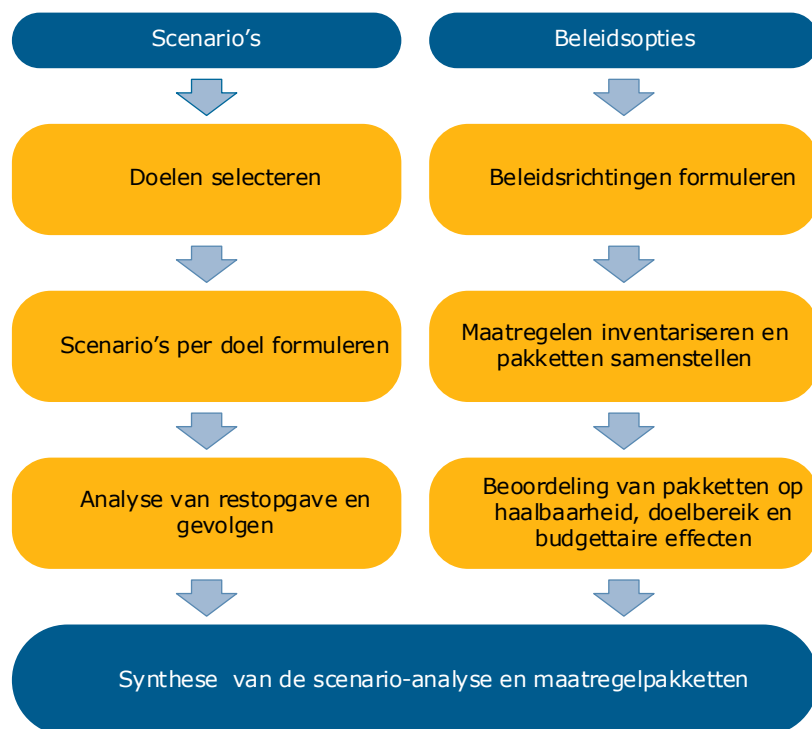 Scenario’s
Beleidsopties
Doelen selecteren
Beleidsrichtingen formuleren
Scenario’s per doel formuleren
Maatregelen inventariseren en
pakketten samenstellen
Analyse van restopgave en
gevolgen
Beoordeling van pakketten op
haalbaarheid, doelbereik en
budgettaire effecten
Synthese van de scenario-analyse en maatregelpakketten